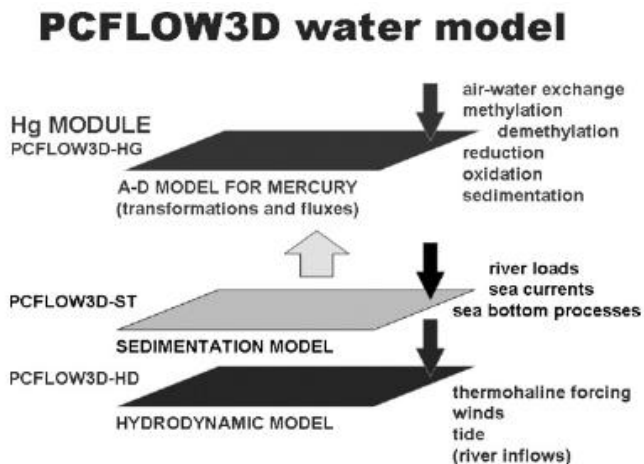 PCFLOW3D water model
Hg MODULE
PCFLOW3D-HG
air-water exchange
methylation
demethylation
reduction
oxidation
sedimentation
A-D MODEL FOR MERCURY
(transformations and fluxes)
PCFLOW3D-ST
river loads
sea currents
sea bottom processes
SEDIMENTATION MODEL
PCFLOW3D-HD
HYDRODYNAMIC MODEL
thermohaline forcing
winds
tide
(river inflows)